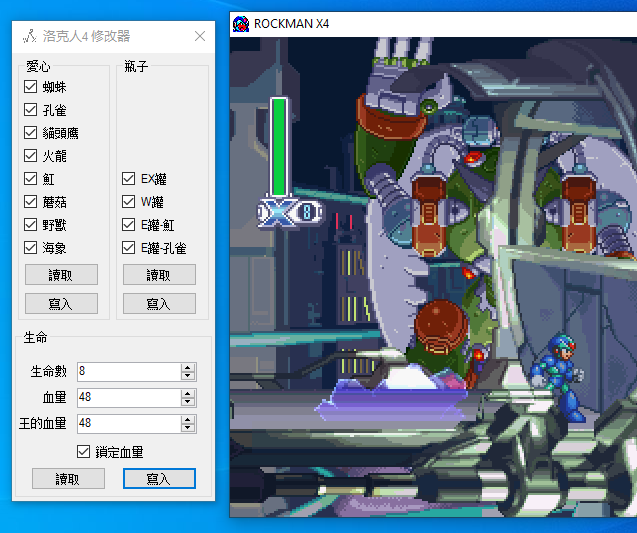 洛克人4 修改器
愛心
蜘蛛
孔雀
貓頭鷹
火龍
魟
蘑菇
野獸
海象
讀取
寫入
瓶子
EX罐
W罐
E罐-魟
E罐-孔雀
讀取
寫入
生命
生命數 8
血量 48
王的血量 48
鎖定血量
讀取
寫入
ROCKMAN X4
X 8